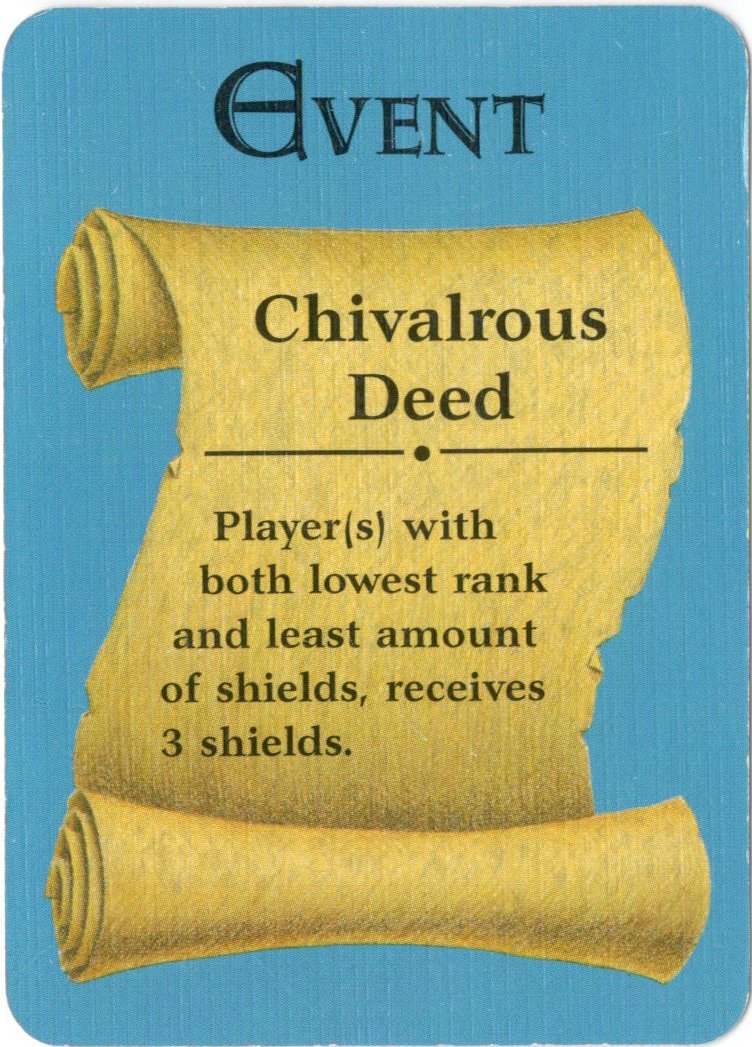 EVENT
Chivalrous
Deed
Player(s) with
both lowest rank
and least amount
of shields, receives
3 shields.